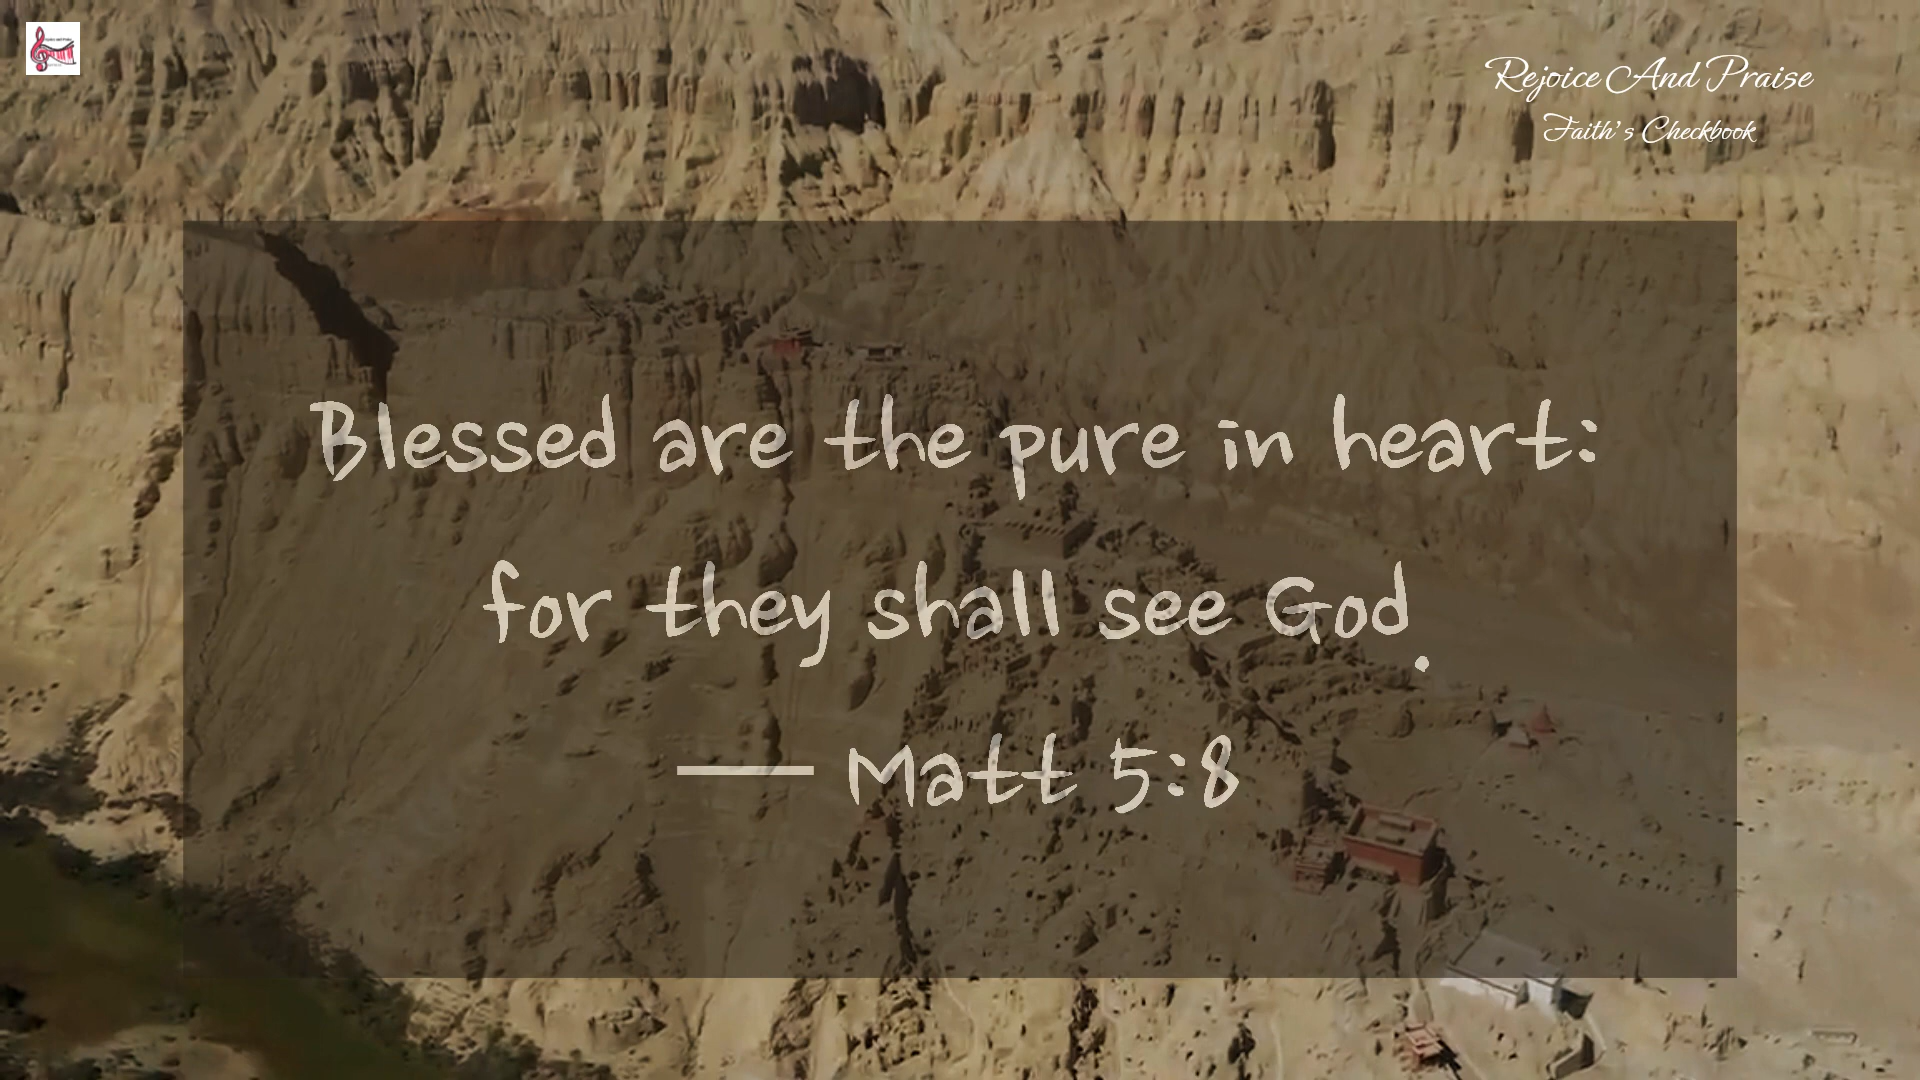 Rejoice And Praise
Faith's Checkbook
Blessed are the pure in heart:
for they shall see God.
— Matt 5:8